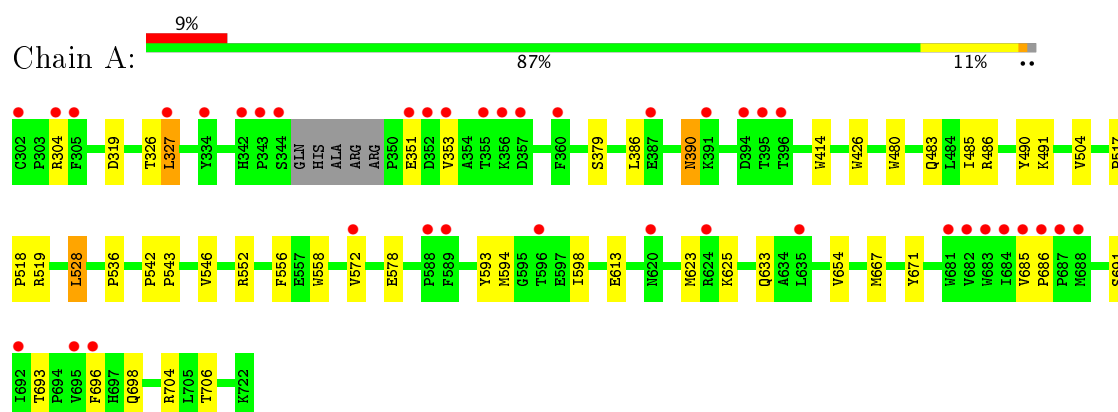 9%
Chain A:
87% 11% ..
C302 P303 R304 F305 D319 T326 L327 Y334 H342 P343 S344 GLN HIS ALA ARG ARG P350 E351 D352 V353 A354 T355 K356 D357 F360 S379 L386 E387 N390 K391 D394 T395 T396 W414 W426 W480 Q483 L484 I485 R486 Y490 K491 V504 P517
P518 R519 L528 P536 P542 P543 V546 R552 F556 E557 W558 V572 E578 P588 F589 Y593 M594 G595 T596 E597 I598 E613 N620 M623 R624 K625 Q633 A634 L635 V654 M667 Y671 W681 V682 W683 I684 V685 P686 P687 M688 S691
I692 T693 P694 V695 F696 H697 Q698 R704 L705 T706 K722